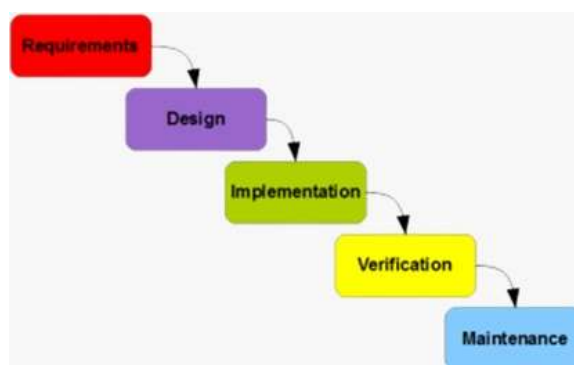 Requirements
Design
Implementation
Verification
Maintenance